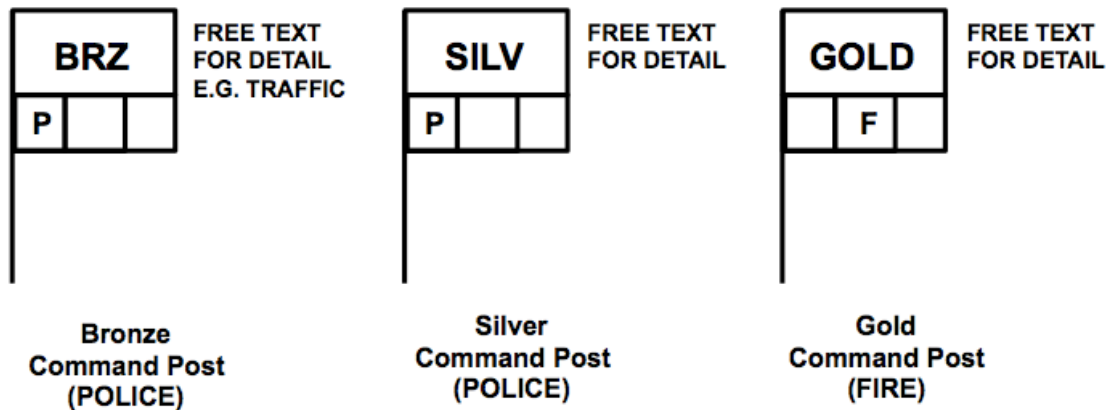 BRZ
P
FREE TEXT
FOR DETAIL
E.G. TRAFFIC
Bronze
Command Post
(POLICE)
SILV
P
FREE TEXT
FOR DETAIL
Silver
Command Post
(POLICE)
GOLD
F
FREE TEXT
FOR DETAIL
Gold
Command Post
(FIRE)